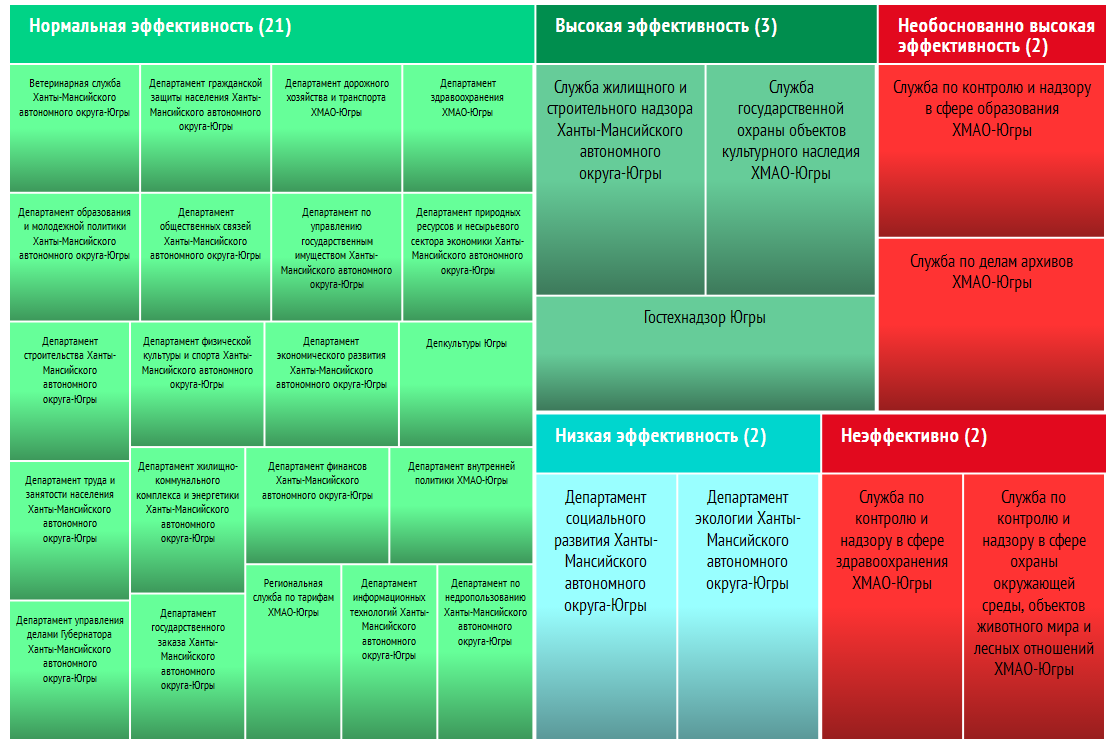 Нормальная эффективность (21)
Ветеринарная служба
Ханты-Мансийского
автономного округа-Югры
Департамент гражданской
защиты населения Ханты-
Мансийского автономного
округа-Югры
Департамент дорожного
хозяйства и транспорта
ХМАО-Югры
Департамент
здравоохранения
ХМАО-Югры
Департамент образования
и молодежной политики
Ханты-Мансийского
автономного округа-Югры
Департамент
общественных связей
Ханты-Мансийского
автономного округа-Югры
Департамент по
управлению
государственным
имуществом Ханты-
Мансийского автономного
округа-Югры
Департамент природных
ресурсов и несырьевого
сектора экономики Ханты-
Мансийского автономного
округа-Югры
Департамент
строительства Ханты-
Мансийского
автономного
округа-Югры
Департамент физической
культуры и спорта Ханты-
Мансийского автономного
округа-Югры
Департамент
экономического развития
Ханты-Мансийского
автономного округа-Югры
Депкультуры Югры
Департамент труда и
занятости населения
Ханты-Мансийского
автономного
округа-Югры
Департамент жилищно-
коммунального
комплекса и энергетики
Ханты-Мансийского
автономного
округа-Югры
Департамент финансов
Ханты-Мансийского
автономного округа-Югры
Департамент внутренней
политики ХМАО-Югры
Департамент управления
делами Губернатора
Ханты-Мансийского
автономного
округа-Югры
Департамент
государственного
заказа Ханты-
Мансийского
автономного
округа-Югры
Региональная
служба по тарифам
ХМАО-Югры
Департамент
информационных
технологий Ханты-
Мансийского
автономного
округа-Югры
Департамент по
недропользованию
Ханты-Мансийского
автономного
округа-Югры
Высокая эффективность (3)
Служба жилищного и
строительного надзора
Ханты-Мансийского
автономного
округа-Югры
Служба
государственной
охраны объектов
культурного наследия
ХМАО-Югры
Гостехнадзор Югры
Необоснованно высокая
эффективность (2)
Служба по контролю и надзору
в сфере образования
ХМАО-Югры
Служба по делам архивов
ХМАО-Югры
Низкая эффективность (2)
Департамент
социального
развития Ханты-
Мансийского
автономного
округа-Югры
Департамент
экологии Ханты-
Мансийского
автономного
округа-Югры
Неэффективно (2)
Служба по
контролю и
надзору в сфере
здравоохранения
ХМАО-Югры
Служба по
контролю и
надзору в сфере
охраны
окружающей
среды, объектов
животного мира и
лесных отношений
ХМАО-Югры